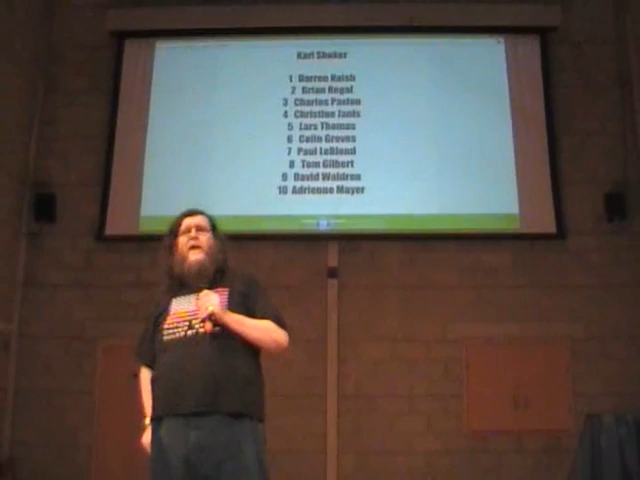 Karl Shuker
1 Darren Naish
2 Brian Regal
3 Charles Paxton
4 Christine Janis
5 Lars Thomas
6 Colin Groves
7 Paul LeBlond
8 Tom Gilbert
9 David Waldron
10 Adrienne Mayor